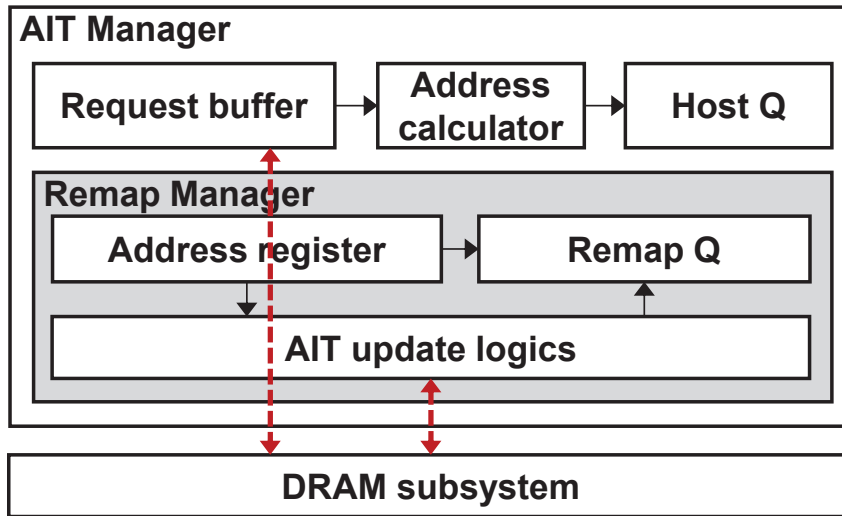 AIT Manager
Request buffer
Address
calculator
Host Q
Remap Manager
Address register
Remap Q
AIT update logics
DRAM subsystem